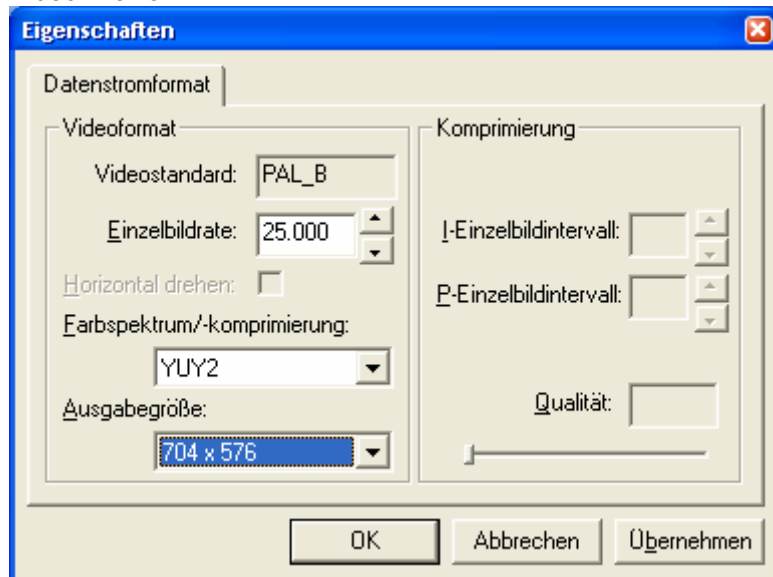 Eigenschaften
Datenstromformat
Videoformat
Videostandard: PAL_B
Einzelbildrate: 25.000
Horizontal drehen:
Farbspektrum/-komprimierung:
YUY2
Ausgabegröße:
704 x 576
Komprimierung
I-Einzelbildintervall:
P-Einzelbildintervall:
Qualität:
OK
Abbrechen
Übernehmen